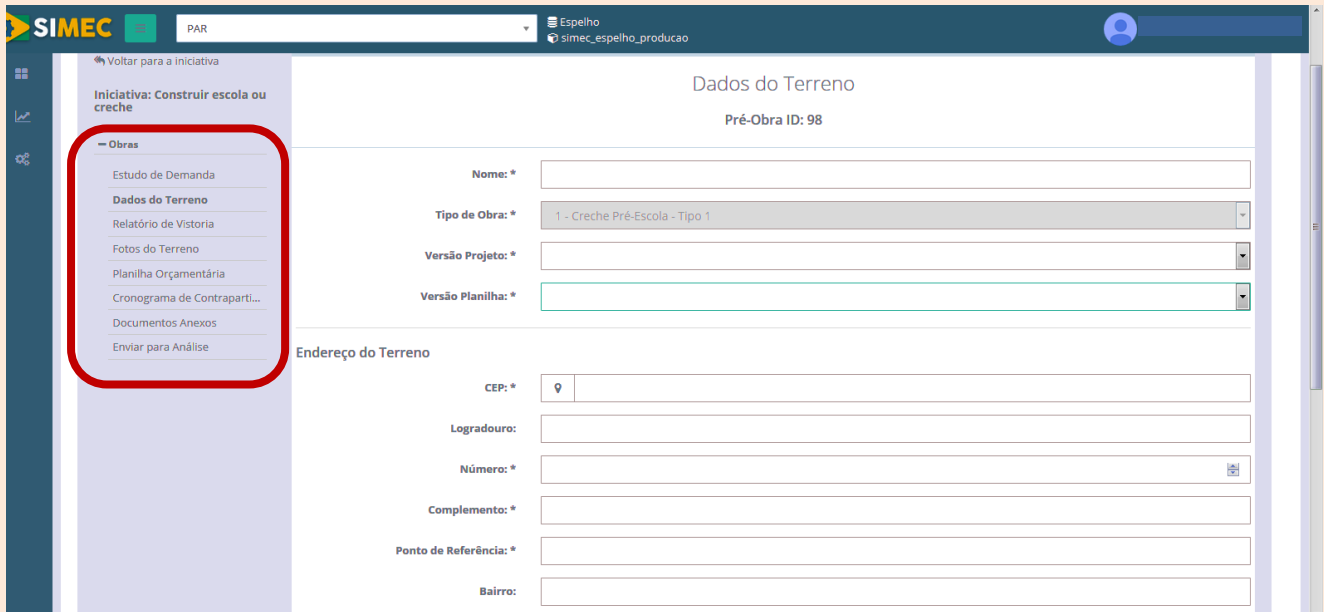 SIMEC
PAR
Espelho
simec_espelho_producao
Voltar para a iniciativa
Iniciativa: Construir escola ou
creche
Obras
Estudo de Demanda
Dados do Terreno
Relatório de Vistoria
Fotos do Terreno
Planilha Orçamentária
Cronograma de Contraparti...
Documentos Anexos
Enviar para Análise
Dados do Terreno
Pré-Obra ID: 98
Nome: *
Tipo de Obra: * 1 - Creche Pré-Escola - Tipo 1
Versão Projeto: *
Versão Planilha: *
Endereço do Terreno
CEP: *
Logradouro:
Número: *
Complemento: *
Ponto de Referência: *
Bairro: